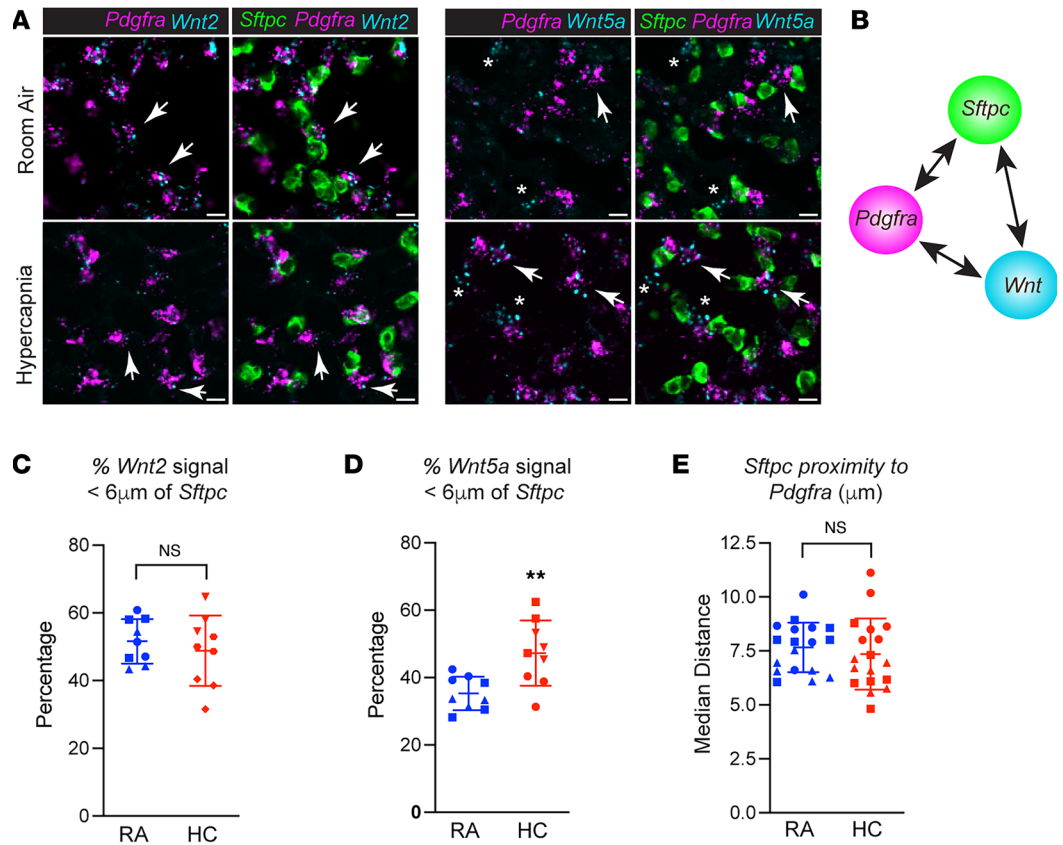 A
Pdgfra Wnt2
Sftpc Pdgfra Wnt2
Pdgfra Wnt5a
Sftpc Pdgfra Wnt5a
Room Air
*
*
*
*
Hypercapnia
*
*
*
*
B
Sftpc
Pdgfra
Wnt
C
% Wnt2 signal
< 6μm of Sftpc
80
60
40
20
0
Percentage
NS
RA
HC
D
% Wnt5a signal
< 6μm of Sftpc
80
60
40
20
0
Percentage
**
RA
HC
E
Sftpc proximity to
Pdgfra (μm)
12.5
10.0
7.5
5.0
2.5
0.0
Median Distance
NS
RA
HC